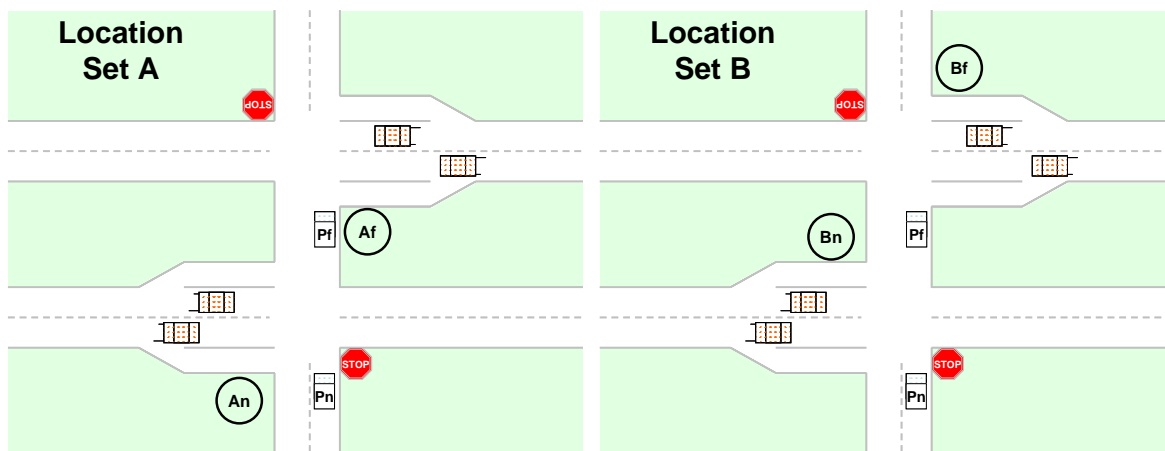 Location
Set A
STOP
Pf
Af
An
Pn
STOP
Location
Set B
Bf
STOP
Pf
Bn
Pn
STOP